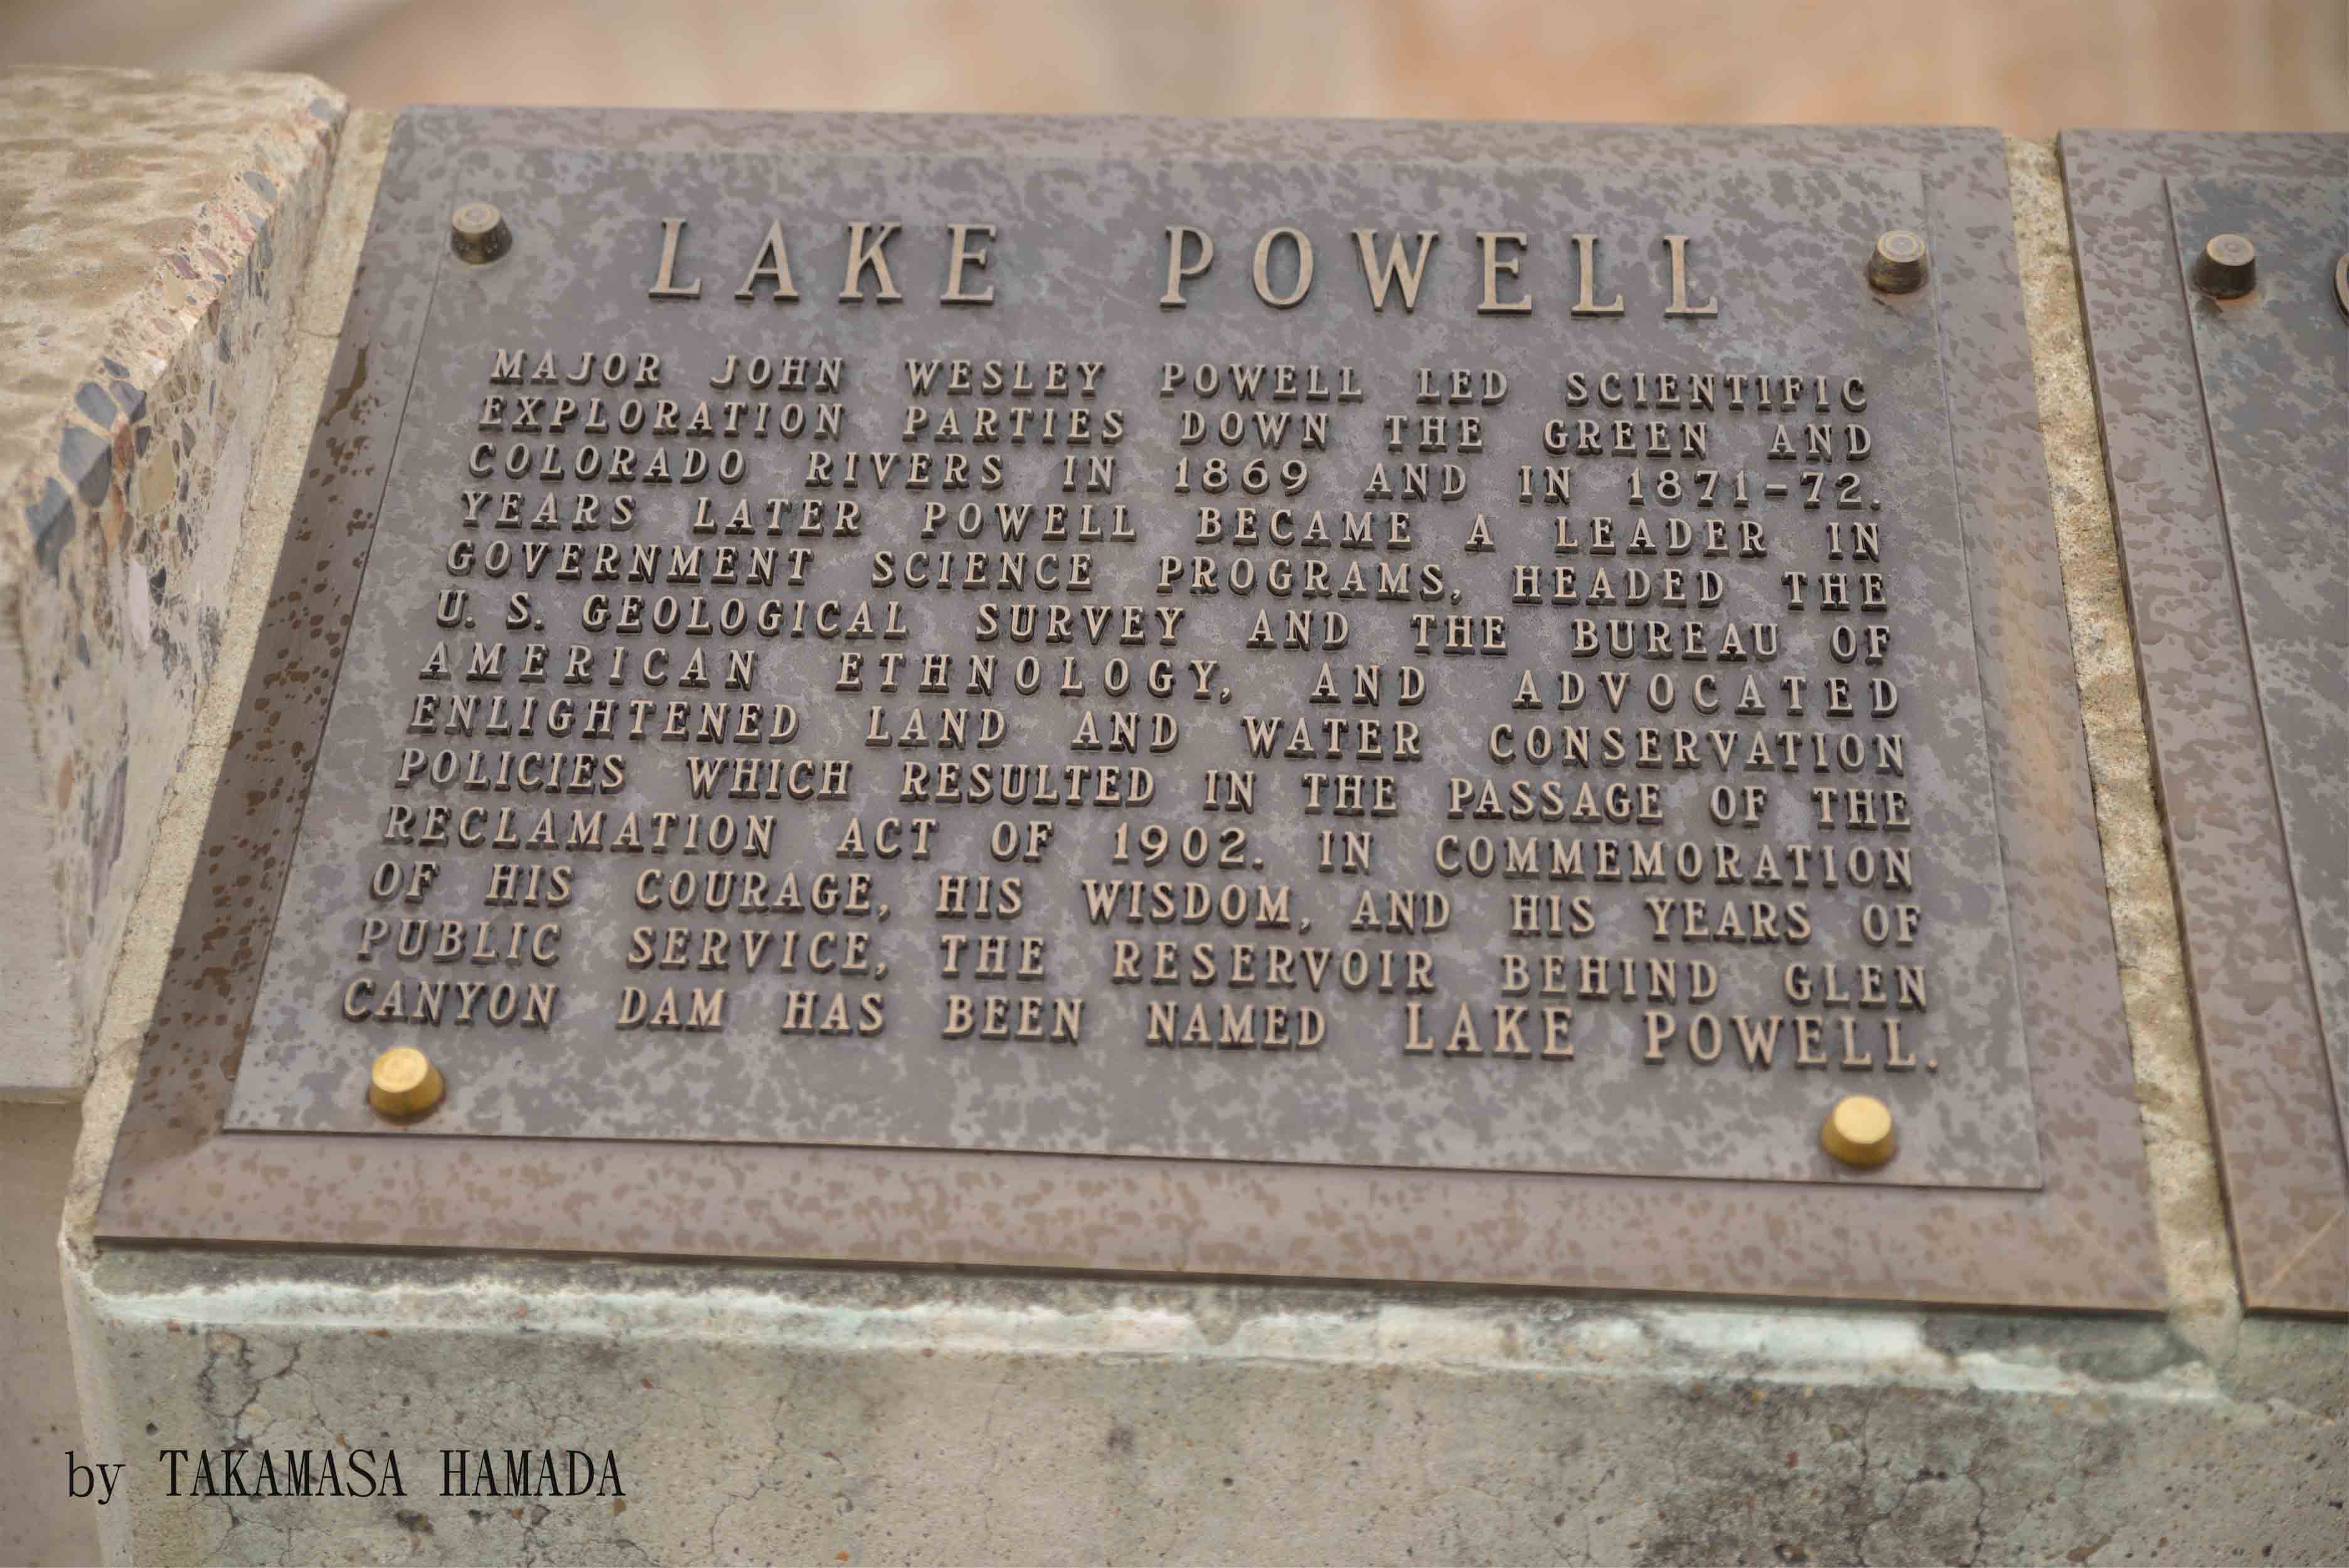 LAKE POWELL
MAJOR JOHN WESLEY POWELL LED SCIENTIFIC
EXPLORATION PARTIES DOWN THE GREEN AND
COLORADO RIVERS IN 1869 AND IN 1871-72.
YEARS LATER POWELL BECAME A LEADER IN
GOVERNMENT SCIENCE PROGRAMS, HEADED THE
U. S. GEOLOGICAL SURVEY AND THE BUREAU OF
AMERICAN ETHNOLOGY, AND ADVOCATED
ENLIGHTENED LAND AND WATER CONSERVATION
POLICIES WHICH RESULTED IN THE PASSAGE OF THE
RECLAMATION ACT OF 1902. IN COMMEMORATION
OF HIS COURAGE, HIS WISDOM, AND HIS YEARS OF
PUBLIC SERVICE, THE RESERVOIR BEHIND GLEN
CANYON DAM HAS BEEN NAMED LAKE POWELL.
by TAKAMASA HAMADA